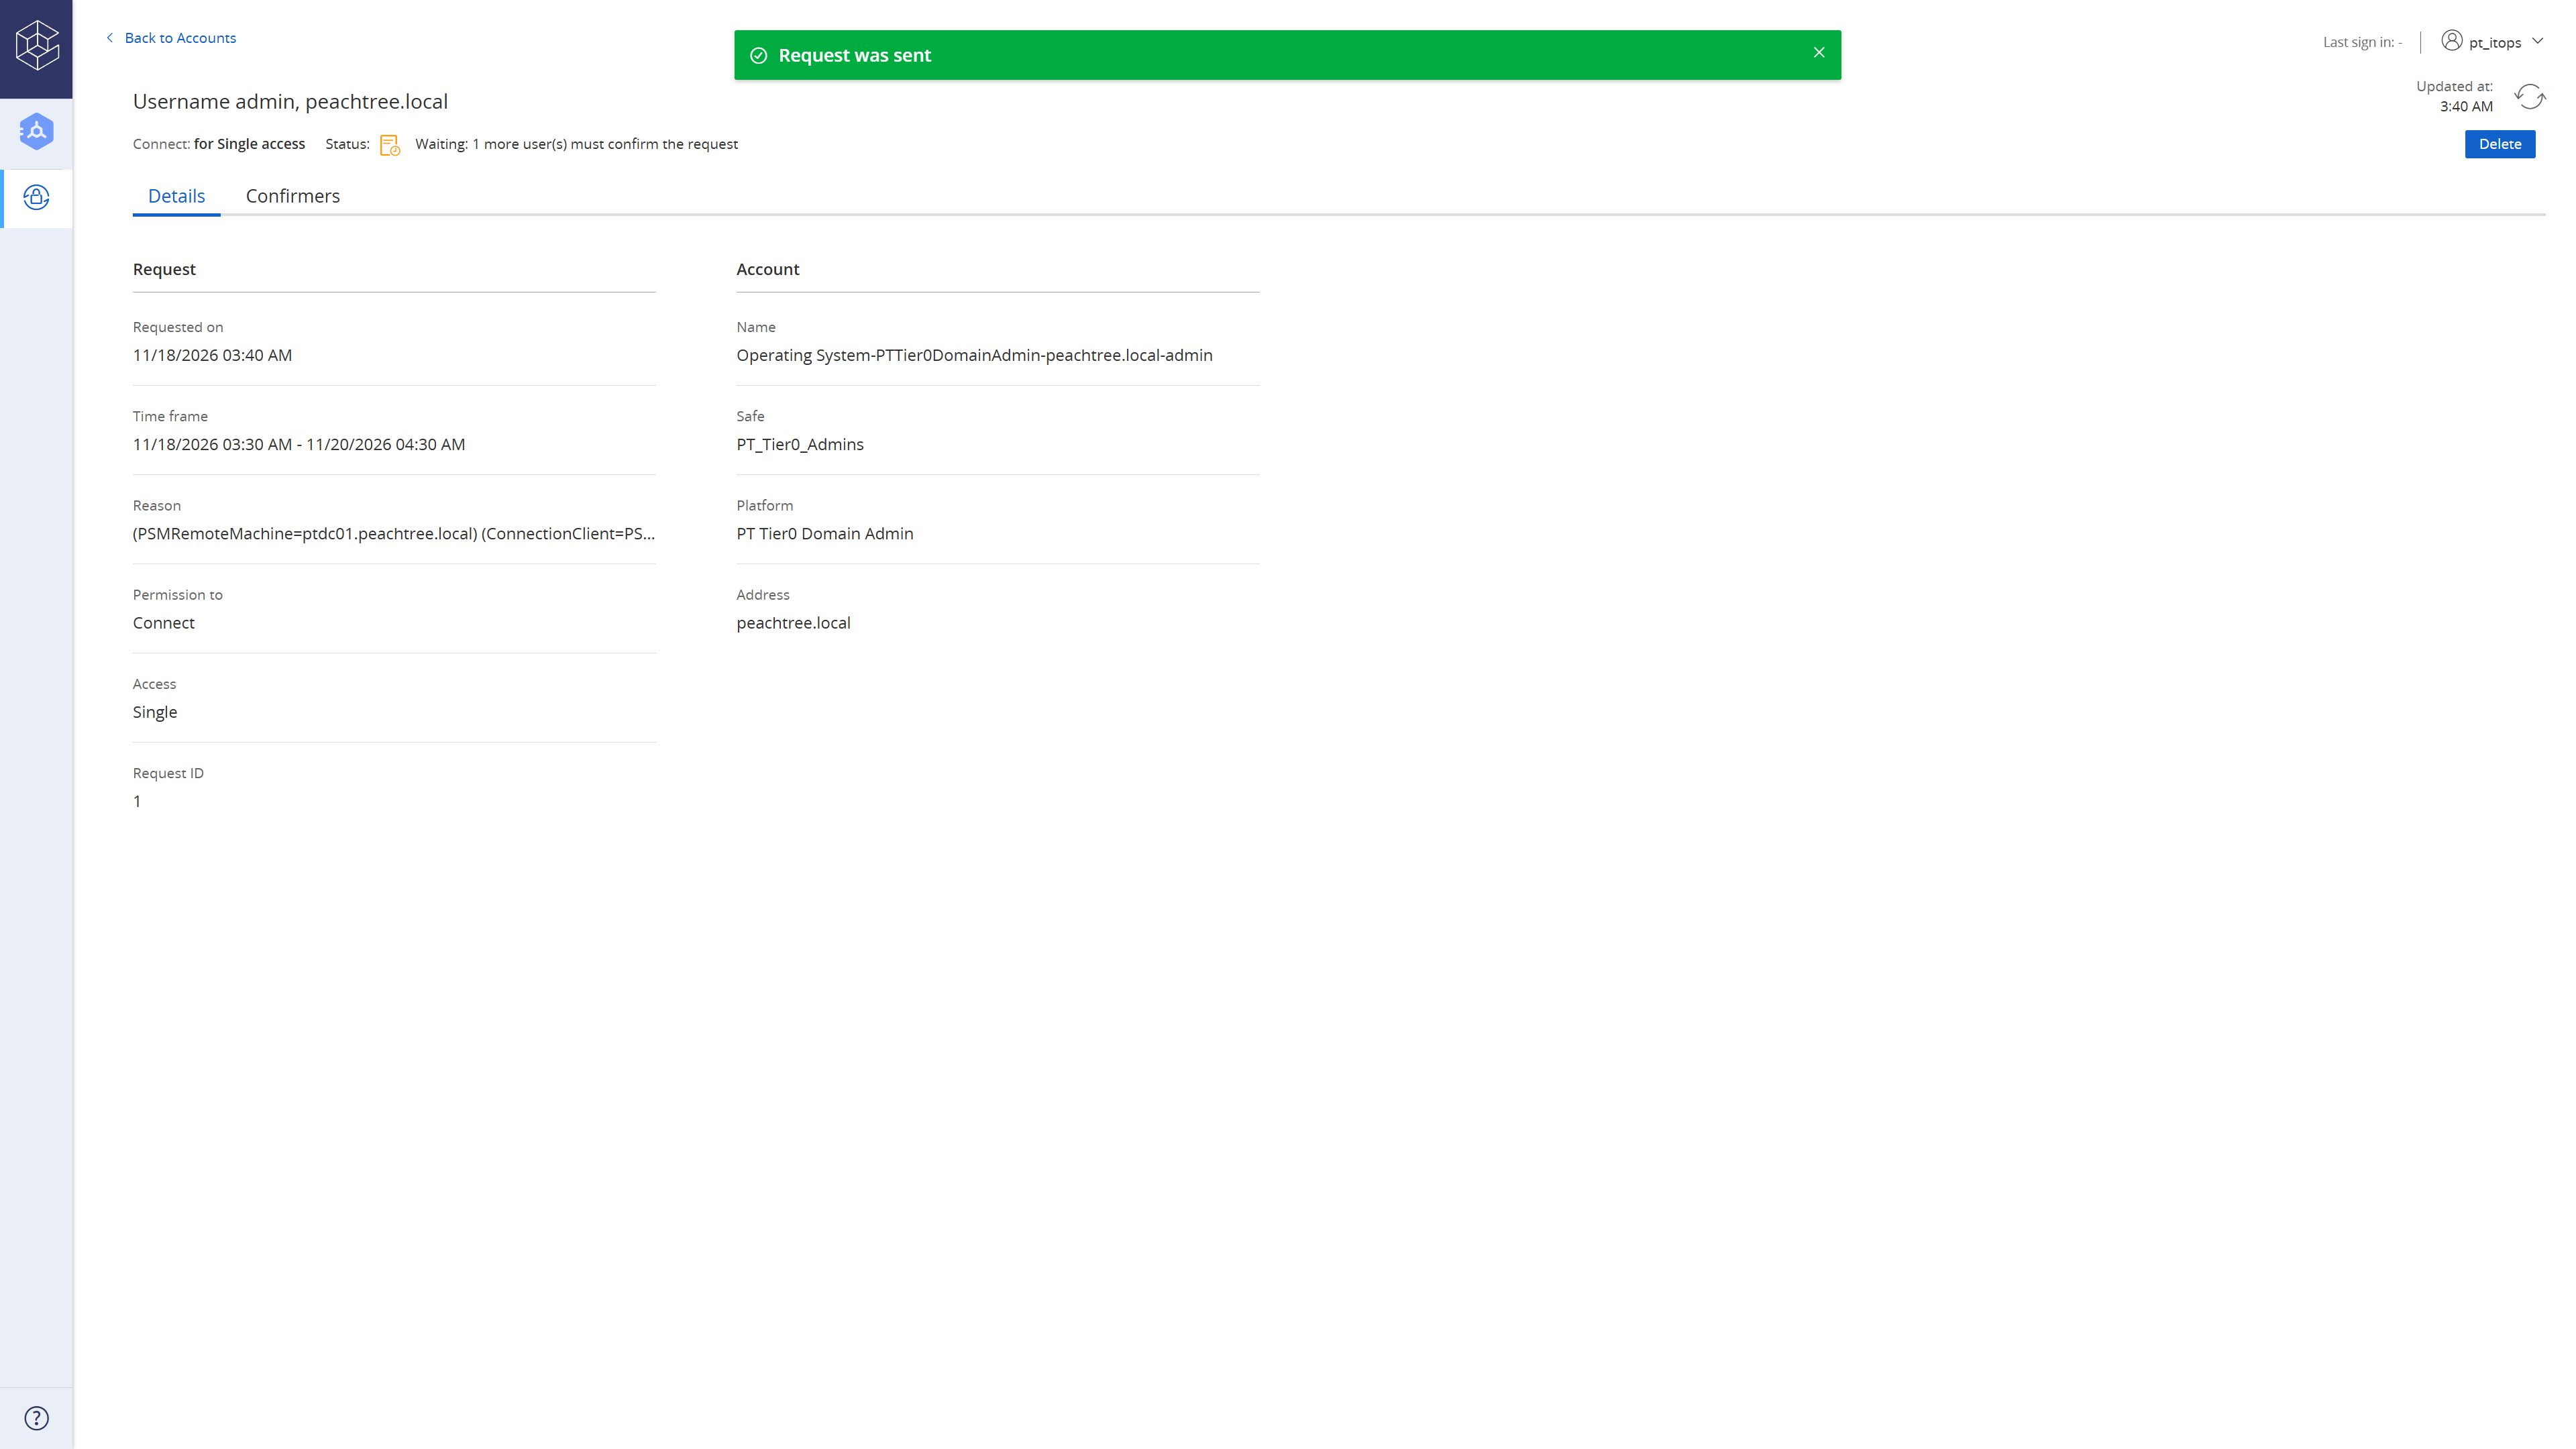 Back to Accounts
Request was sent
Last sign in: -
pt_itops
Username admin, peachtree.local
Updated at:
3:40 AM
Connect: for Single access Status: Waiting: 1 more user(s) must confirm the request
Delete
Details Confirmers
Request
Requested on
11/18/2026 03:40 AM
Time frame
11/18/2026 03:30 AM - 11/20/2026 04:30 AM
Reason
(PSMRemoteMachine=ptdc01.peachtree.local) (ConnectionClient=PS...
Permission to
Connect
Access
Single
Request ID
1
Account
Name
Operating System-PTTier0DomainAdmin-peachtree.local-admin
Safe
PT_Tier0_Admins
Platform
PT Tier0 Domain Admin
Address
peachtree.local